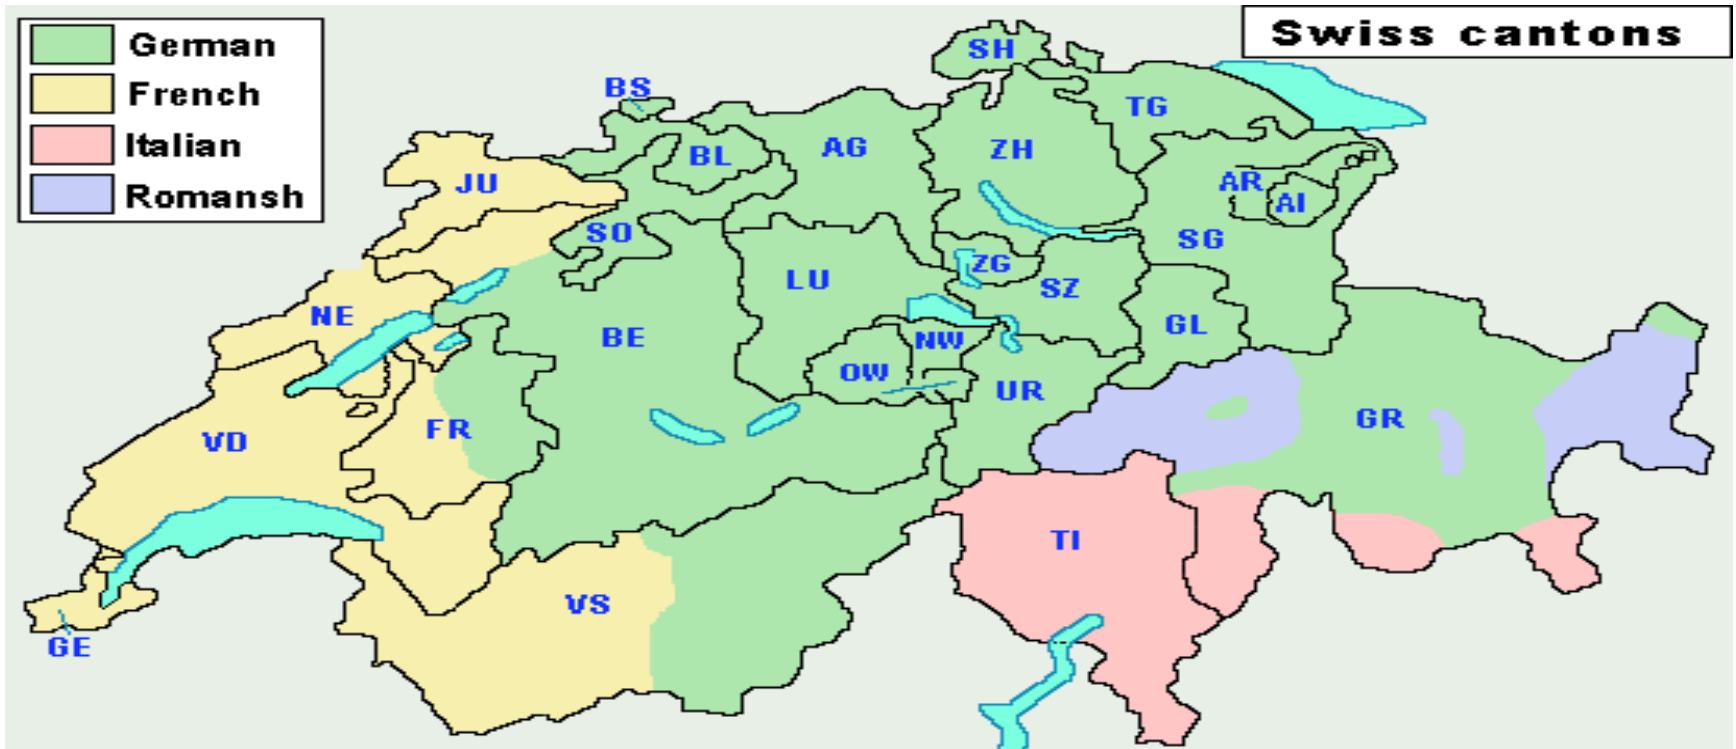 Swiss cantons
German
French
Italian
Romansh
SH
BS
TG
BL
AG
ZH
JU
AR
AI
SO
SG
ZG
LU
SZ
NE
GL
BE
NW
OW
UR
VD
FR
GR
TI
VS
GE